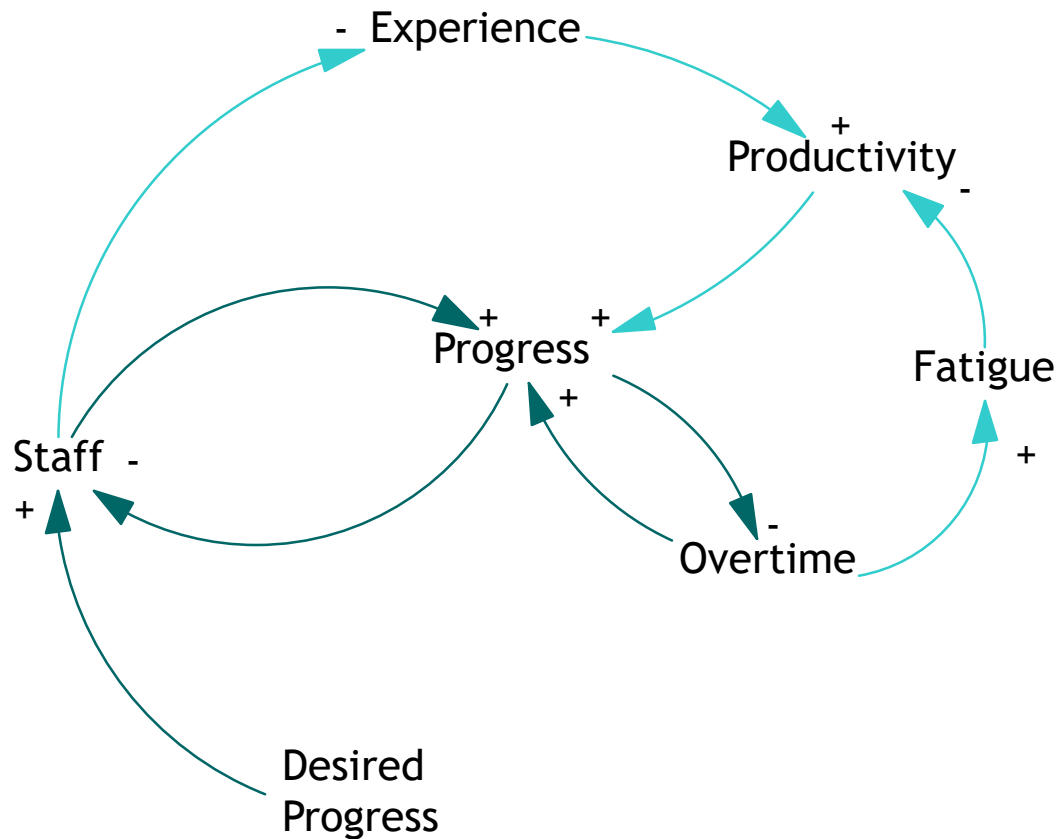 - Experience
+
Productivity
-
+ +
Progress
+
Fatigue
Staff -
+
+
-
Overtime
Desired
Progress